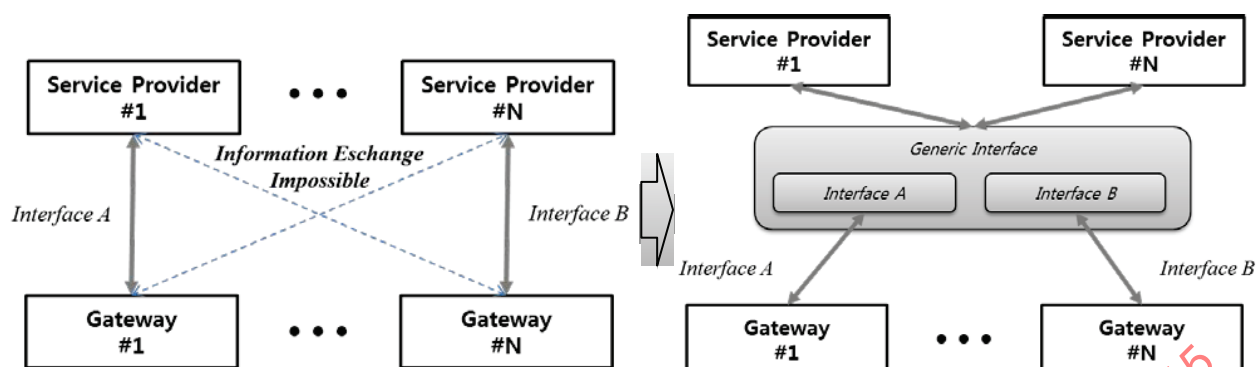 Service Provider
#1
• • •
Service Provider
#N
Information Eschange
Impossible
Interface A
Interface B
Gateway
#1
• • •
Gateway
#N
Service Provider
#1
Service Provider
#N
Generic Interface
Interface A
Interface B
Interface A
Interface B
Gateway
#1
• • •
Gateway
#N
5